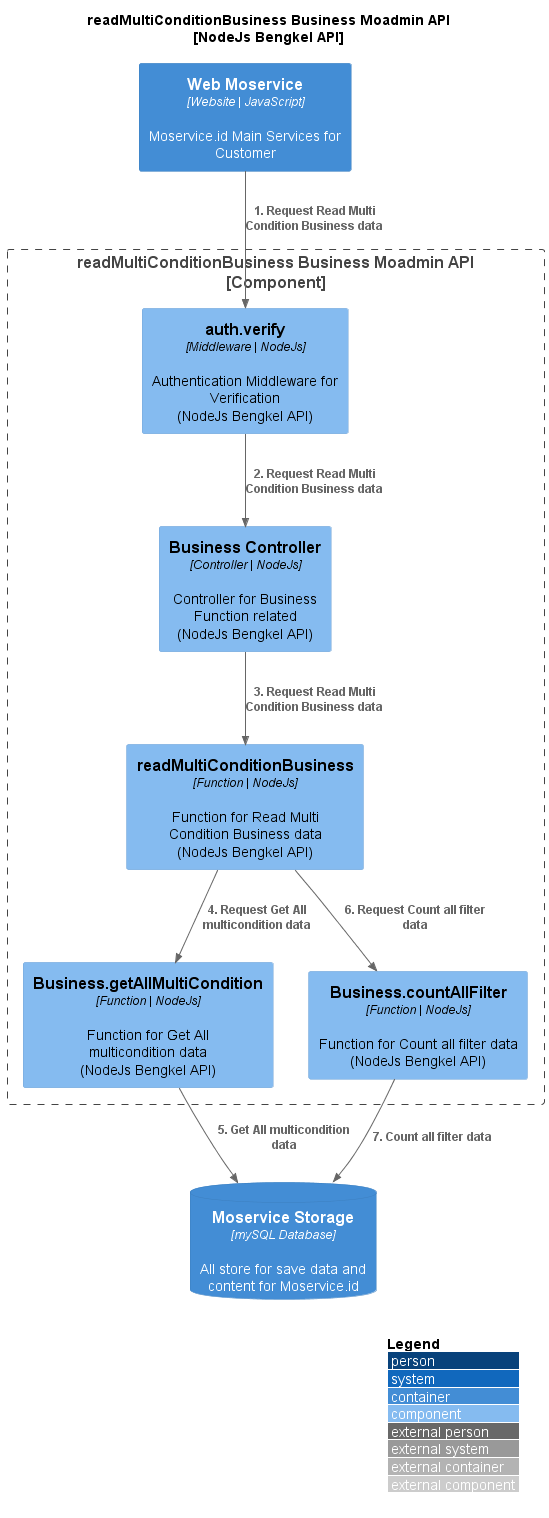 readMultiConditionBusiness Business Moadmin API
[NodeJs Bengkel API]
Web Moservice
[Website | JavaScript]
Moservice.id Main Services for
Customer
1. Request Read Multi
Condition Business data
readMultiConditionBusiness Business Moadmin API
[Component]
auth.verify
[Middleware | NodeJs]
Authentication Middleware for
Verification
(NodeJs Bengkel API)
2. Request Read Multi
Condition Business data
Business Controller
[Controller | NodeJs]
Controller for Business
Function related
(NodeJs Bengkel API)
3. Request Read Multi
Condition Business data
readMultiConditionBusiness
[Function | NodeJs]
Function for Read Multi
Condition Business data
(NodeJs Bengkel API)
4. Request Get All
multicondition data
6. Request Count all filter
data
Business.getAllMultiCondition
[Function | NodeJs]
Function for Get All
multicondition data
(NodeJs Bengkel API)
Business.countAllFilter
[Function | NodeJs]
Function for Count all filter data
(NodeJs Bengkel API)
5. Get All multicondition
data
7. Count all filter data
Moservice Storage
[mySQL Database]
All store for save data and
content for Moservice.id
Legend
person
system
container
component
external person
external system
external container
external component